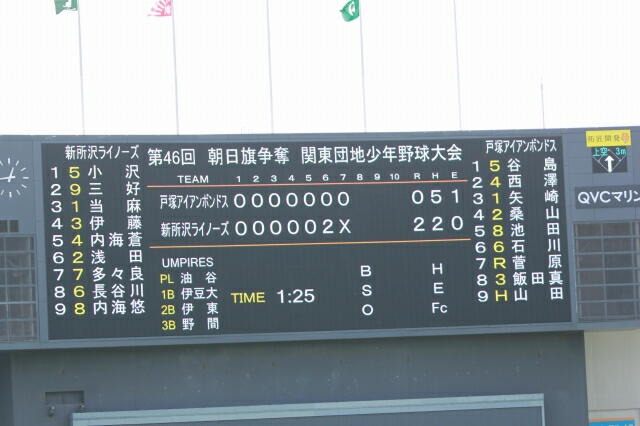 新所沢ライノーズ
1 5 小沢
2 9 三好
3 1 当麻
4 3 伊藤
5 4 内海蒼
6 2 浅田
7 7 多々良
8 6 長谷川
9 8 内海悠
第46回 朝日旗争奪 関東団地少年野球大会
TEAM 1 2 3 4 5 6 7 8 9 10 R H E
戸塚アイアンボンドス 0 0 0 0 0 0 0 0 5 1
新所沢ライノーズ 0 0 0 0 0 2 X 2 2 0
UMPIRES
PL 油谷
1B 伊豆大
2B 伊東
3B 野間
TIME 1:25
B H
S E
O Fc
戸塚アイアンボンドス
1 5 谷島
2 4 西澤
3 1 矢崎
4 2 桑山
5 8 池田
6 6 石川
7 R 菅原
8 3 飯田真
9 H 山田
新匠開発
上空 3m
QVCマリン